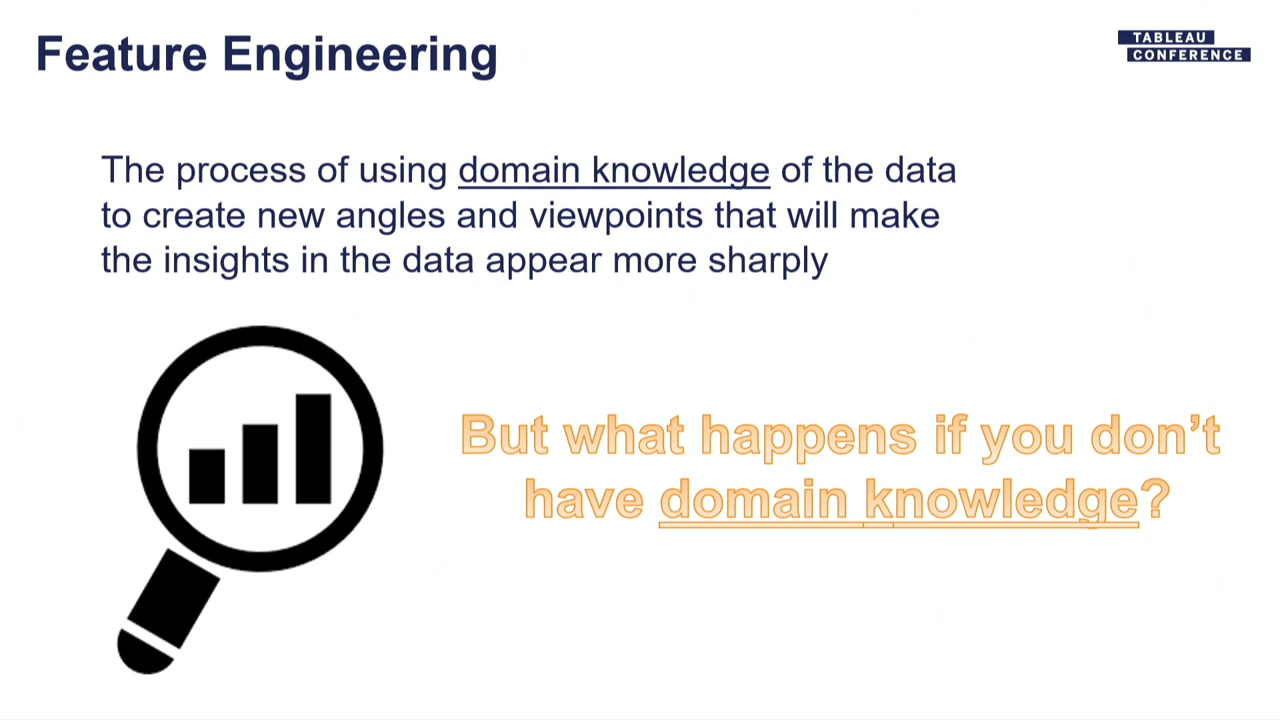 Feature Engineering
TABLEAU
CONFERENCE
The process of using domain knowledge of the data
to create new angles and viewpoints that will make
the insights in the data appear more sharply
But what happens if you don’t
have domain knowledge?